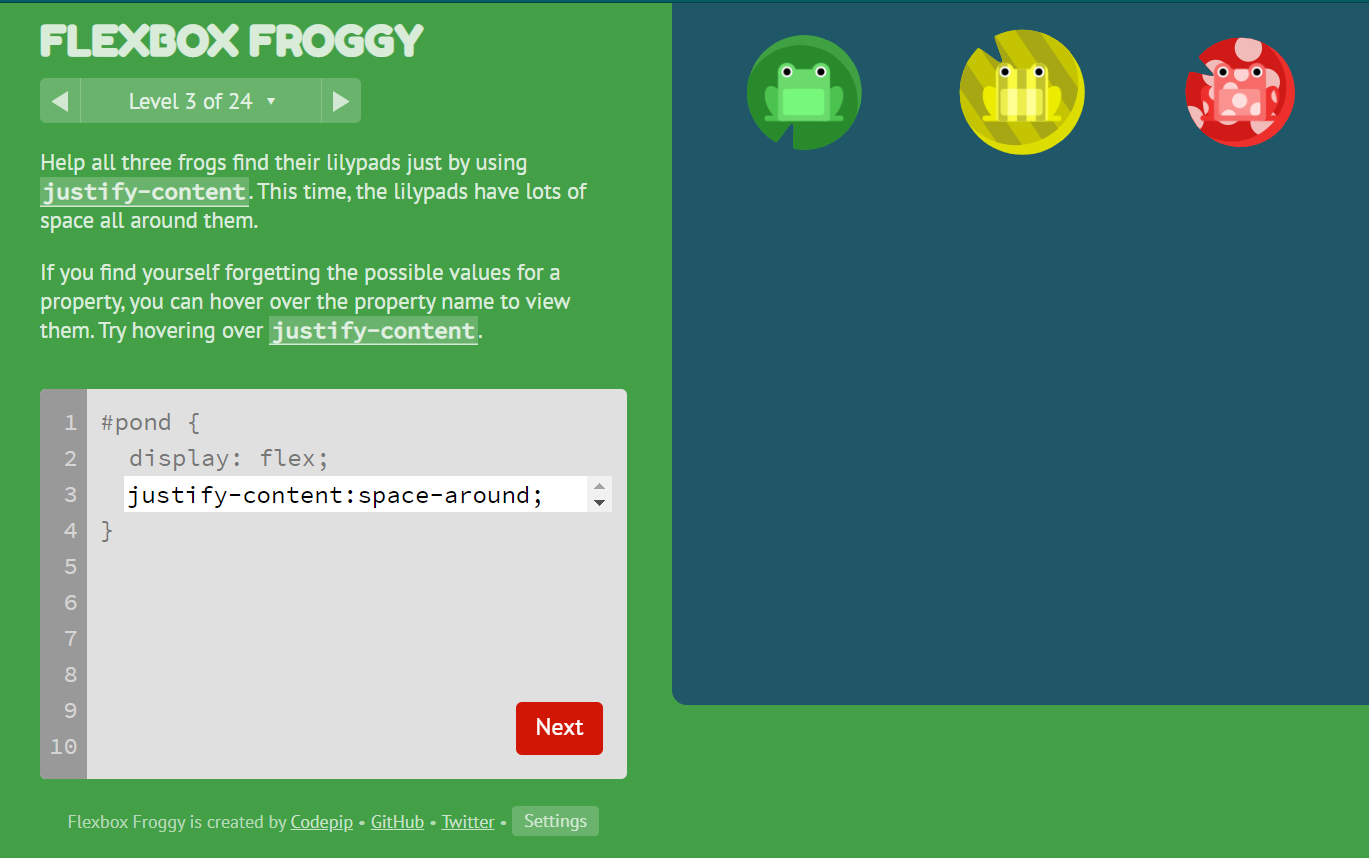 FLEXBOX FROGGY
Level 3 of 24
Help all three frogs find their lilypads just by using
justify-content. This time, the lilypads have lots of
space all around them.
If you find yourself forgetting the possible values for a
property, you can hover over the property name to view
them. Try hovering over justify-content.
1 #pond {
2 display: flex;
3 justify-content:space-around;
4 }
5
6
7
8
9
10
Next
Flexbox Froggy is created by Codepip • GitHub • Twitter • Settings